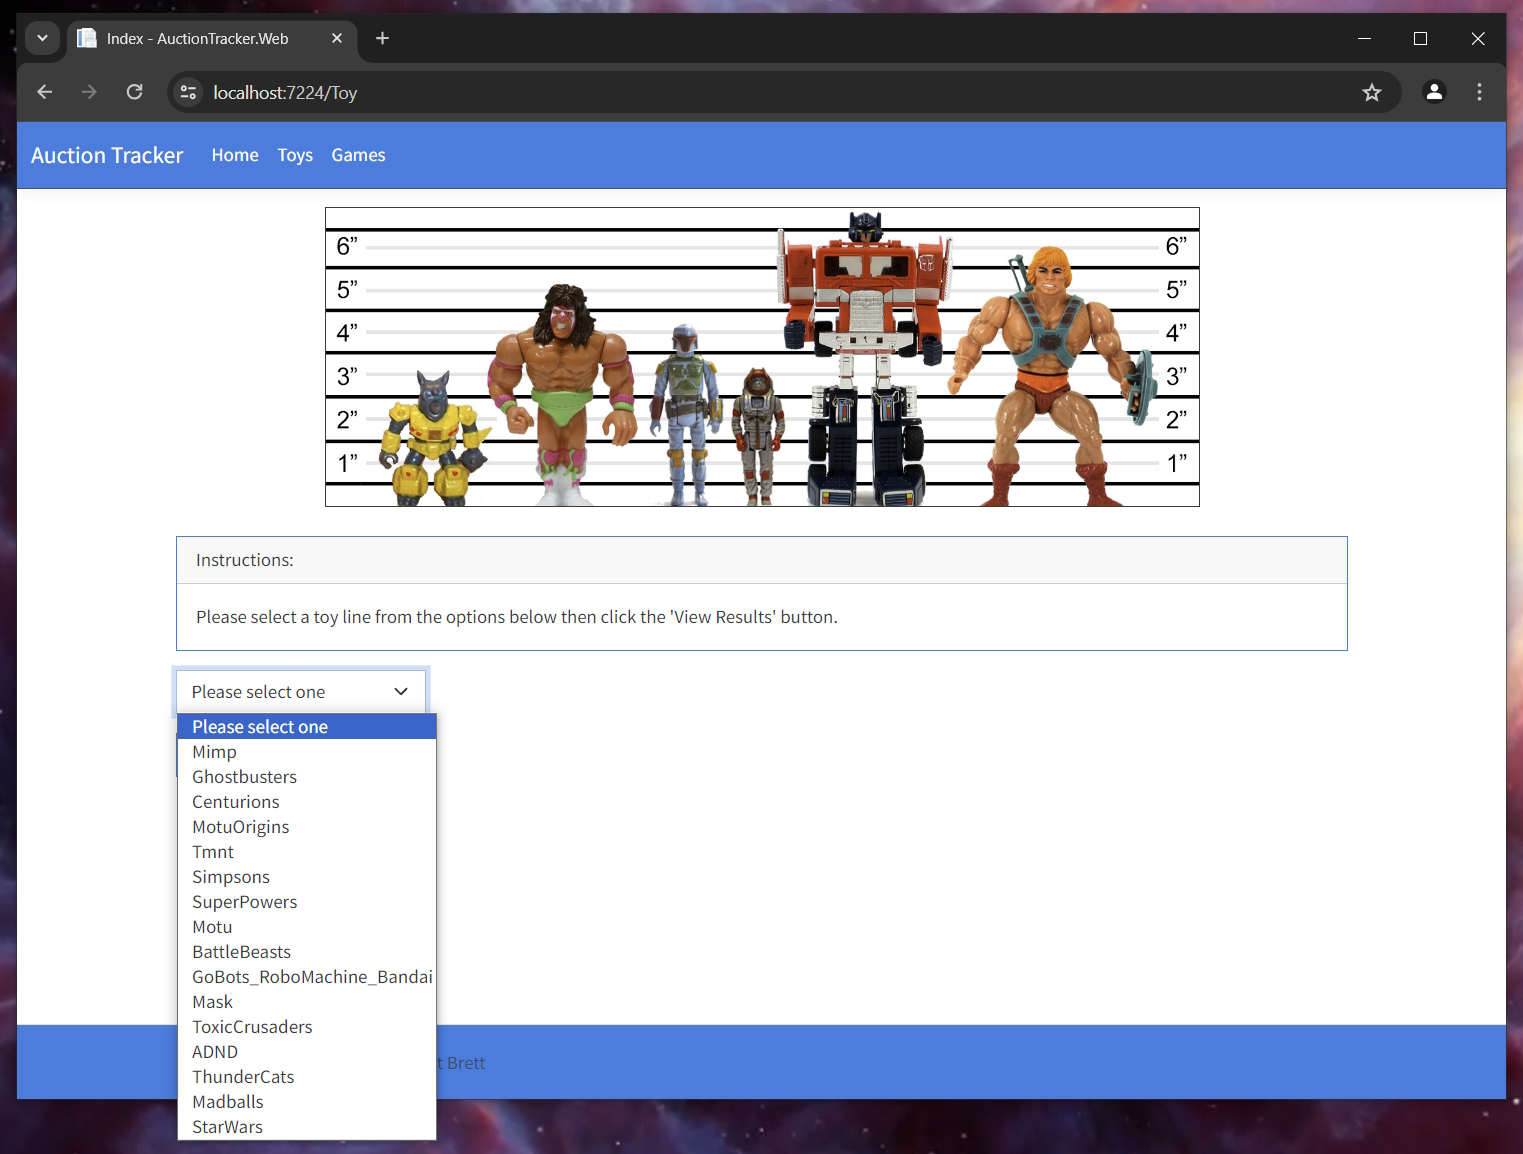 Index - AuctionTracker.Web
localhost:7224/Toy
Auction Tracker Home Toys Games
6” 6”
5” 5”
4” 4”
3” 3”
2” 2”
1” 1”
Instructions:
Please select a toy line from the options below then click the 'View Results' button.
Please select one
Please select one
Mimp
Ghostbusters
Centurions
MotuOrigins
Tmnt
Simpsons
SuperPowers
Motu
BattleBeasts
GoBots_RoboMachine_Bandai
Mask
ToxicCrusaders
ADND
ThunderCats
Madballs
StarWars
t Brett